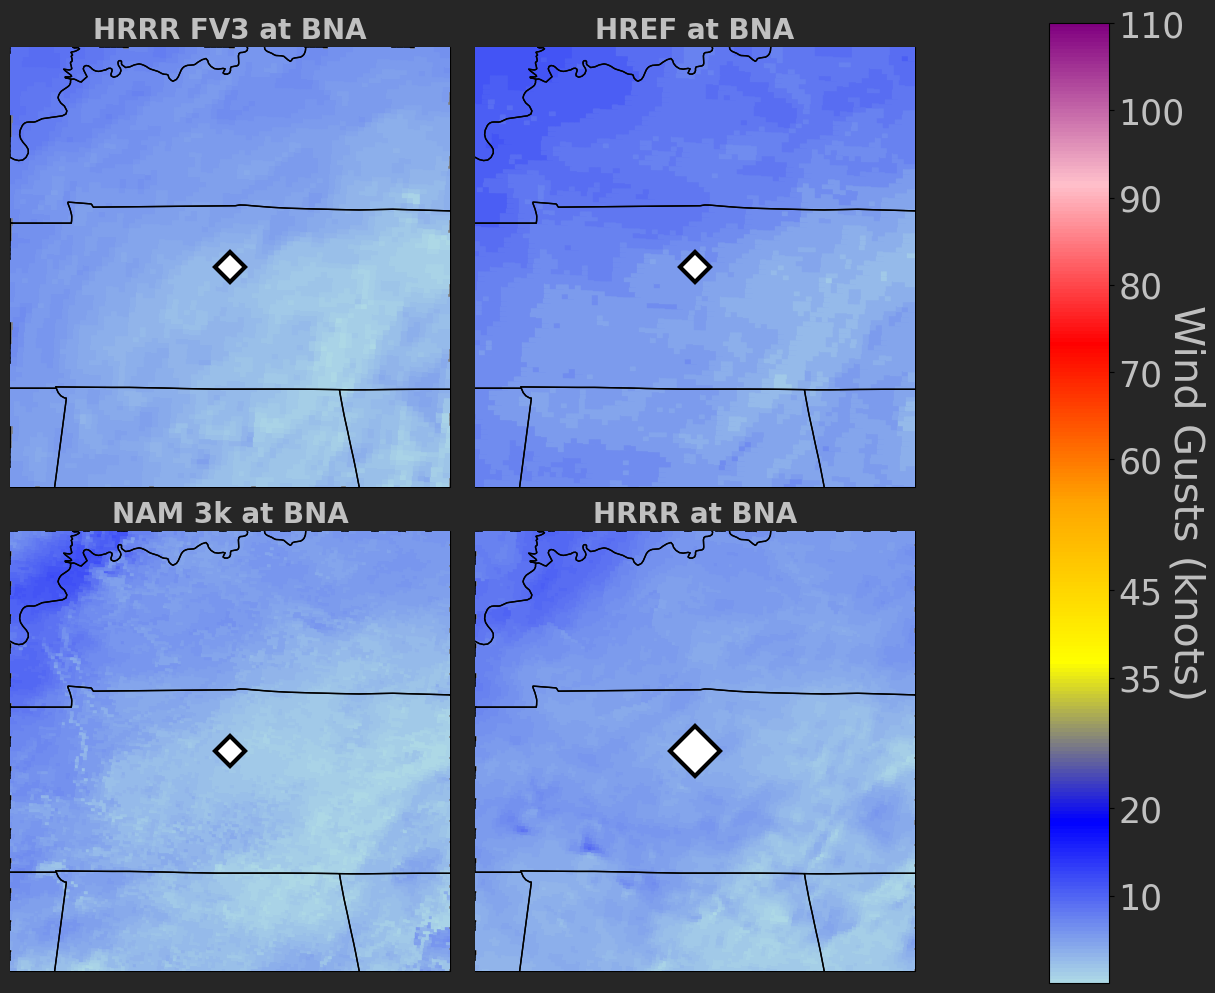 HRRR FV3 at BNA
HREF at BNA
NAM 3k at BNA
HRRR at BNA
110
100
90
80
70
60
45
35
20
10
Wind Gusts (knots)